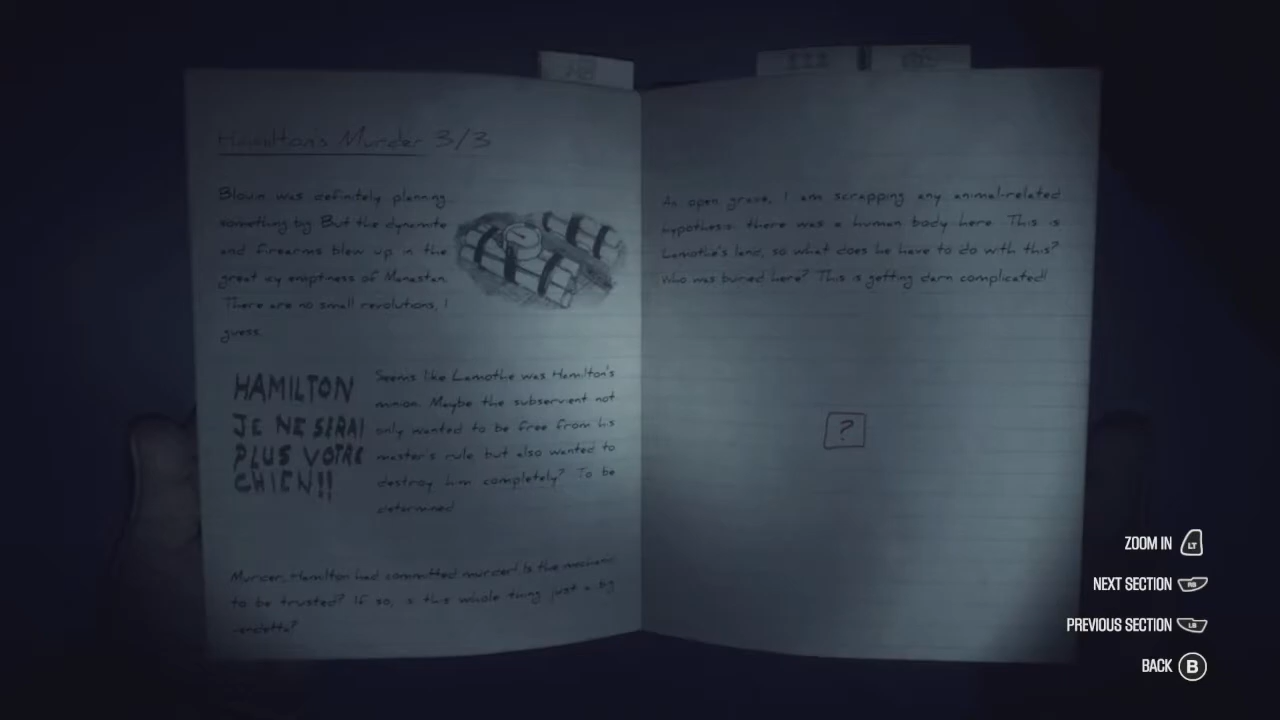 Hamilton's Murder 3/3
Blouin was definitely planning
something big. But the dynamite
and firearms blew up in the
great icy emptiness of Manastan.
There are no small revolutions, I
guess.
HAMILTON
JE NE SERAI
PLUS VOTRE
CHIEN!!
Seems like Lamothe was Hamilton's
minion. Maybe the subservient not
only wanted to be free from his
master's rule but also wanted to
destroy him completely? To be
determined
Murder, Hamilton had committed murder! Is the mechanic
to be trusted? If so, is this whole thing just a big
vendetta?
An open grave, I am scrapping any animal-related
hypothesis: there was a human body here. This is
Lamothe's land, so what does he have to do with this?
Who was buried here? This is getting darn complicated!
?
ZOOM IN LT
NEXT SECTION RB
PREVIOUS SECTION LB
BACK B